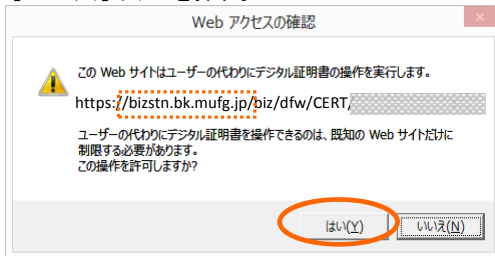 Web アクセスの確認
この Web サイトはユーザーの代わりにデジタル証明書の操作を実行します。
https://bizstn.bk.mufg.jp/biz/dfw/CERT/
ユーザーの代わりにデジタル証明書を操作できるのは、既知の Web サイトだけに
制限する必要があります。
この操作を許可しますか?
はい(Y) いいえ(N)